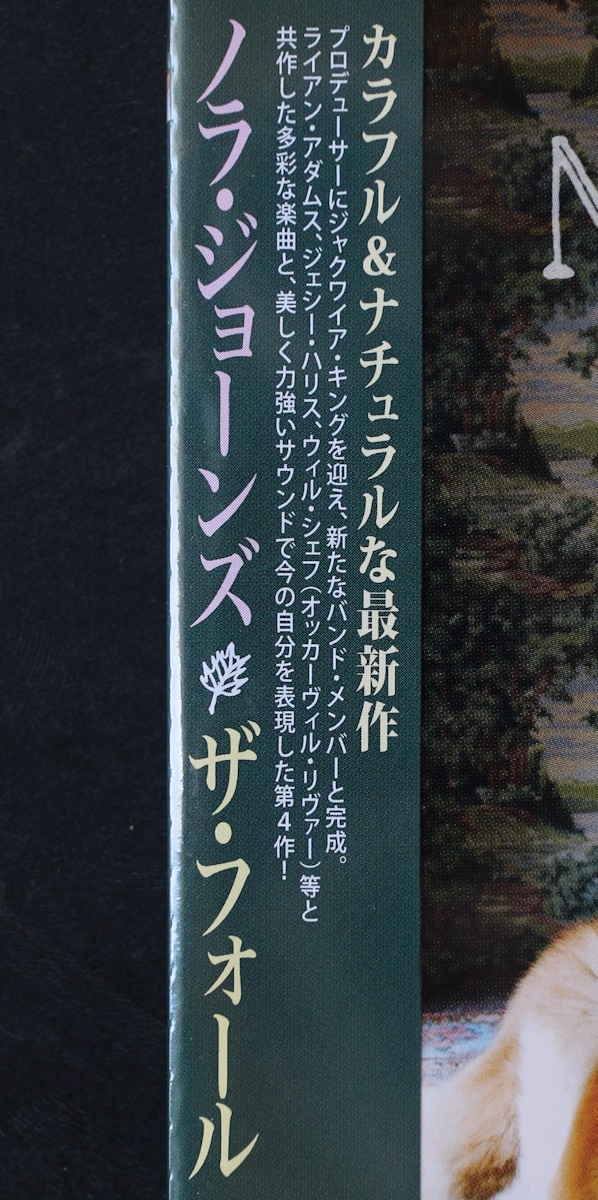 カラフル&ナチュラルな最新作
プロデューサーにジャクワイア・キングを迎え、新たなバンド・メンバーと完成。
ライアン・アダムス、ジェシー・ハリス、ウィル・シェフ(オッカーヴィル・リヴァー)等と
共作した多彩な楽曲と、美しく力強いサウンドで今の自分を表現した第4作!
ノラ・ジョーンズ ザ・フォール
N